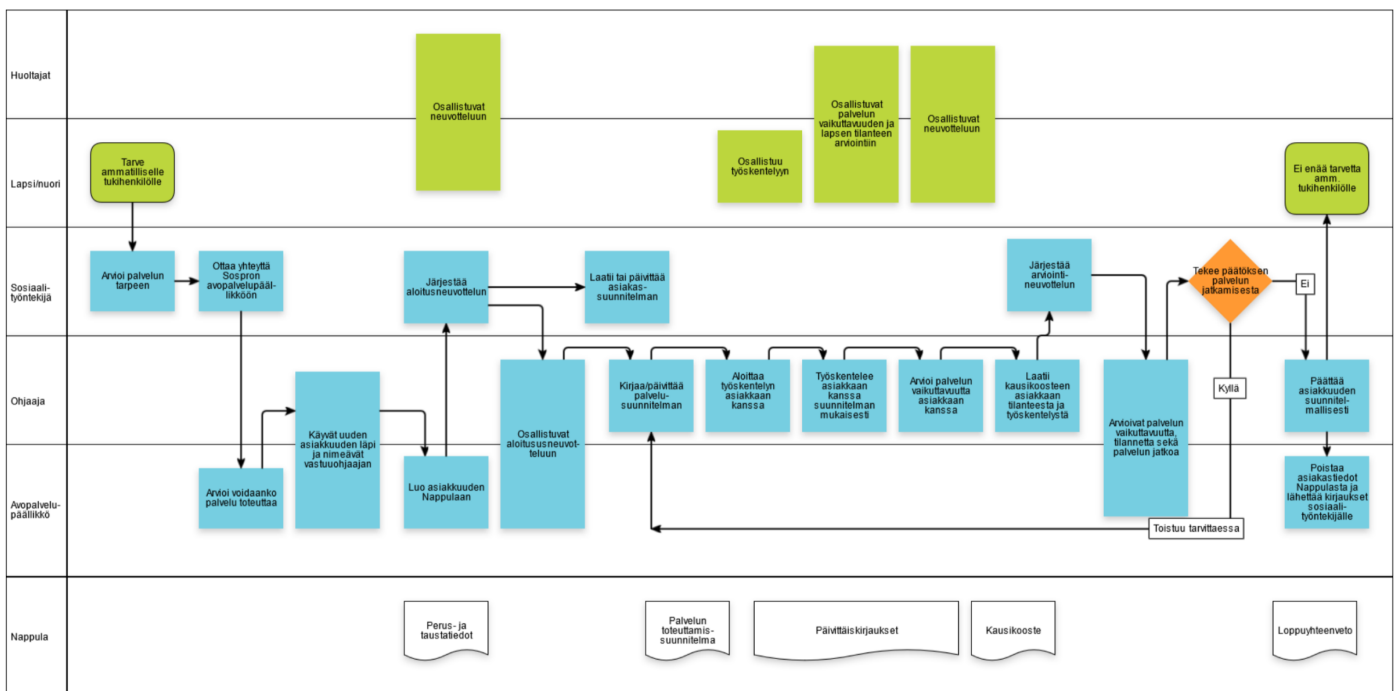 Huoltajat
Osallistuvat
neuvotteluun
Osallistuvat
palvelun
vaikuttavuuden ja
lapsen tilanteen
arviointiin
Osallistuvat
neuvotteluun
Lapsi/nuori
Tarve
ammatilliselle
tukihenkilölle
Osallistuu
työskentelyyn
Ei enää tarvetta
amm.
tukihenkilölle
Sosiaali-
työntekijä
Arvioi palvelun
tarpeen
Ottaa yhteyttä
Sospron
avopalvelupääl-
likköön
Järjestää
aloitusneuvottelun
Laatii tai päivittää
asiakas-
suunnitelman
Järjestää
arviointi-
neuvottelun
Tekee päätöksen
palvelun
jatkamisesta
Ei
Kyllä
Ohjaaja
Käyvät uuden
asiakkuuden läpi
ja nimeävät
vastuuohjaajan
Osallistuvat
aloitususneuvot-
teluun
Kirjaa/päivittää
palvelu-
suunnitelman
Aloittaa
työskentelyn
asiakkaan
kanssa
Työskentelee
asiakkaan
kanssa
suunnitelman
mukaisesti
Arvioi palvelun
vaikuttavuutta
asiakkaan
kanssa
Laatii
kausikoosteen
asiakkaan
tilanteesta ja
työskentelystä
Arvioivat palvelun
vaikuttavuutta,
tilannetta sekä
palvelun jatkoa
Päättää
asiakkuuden
suunnitel-
mallisesti
Avopalvelu-
päällikkö
Arvioi voidaanko
palvelu toteuttaa
Luo asiakkuuden
Nappulaan
Toistuu tarvittaessa
Poistaa
asiakastiedot
Nappulasta ja
lähettää kirjaukset
sosiaali-
työntekijälle
Nappula
Perus- ja
taustatiedot
Palvelun
toteuttamis-
suunnitelma
Päivittäiskirjaukset
Kausikooste
Loppuyhteenveto